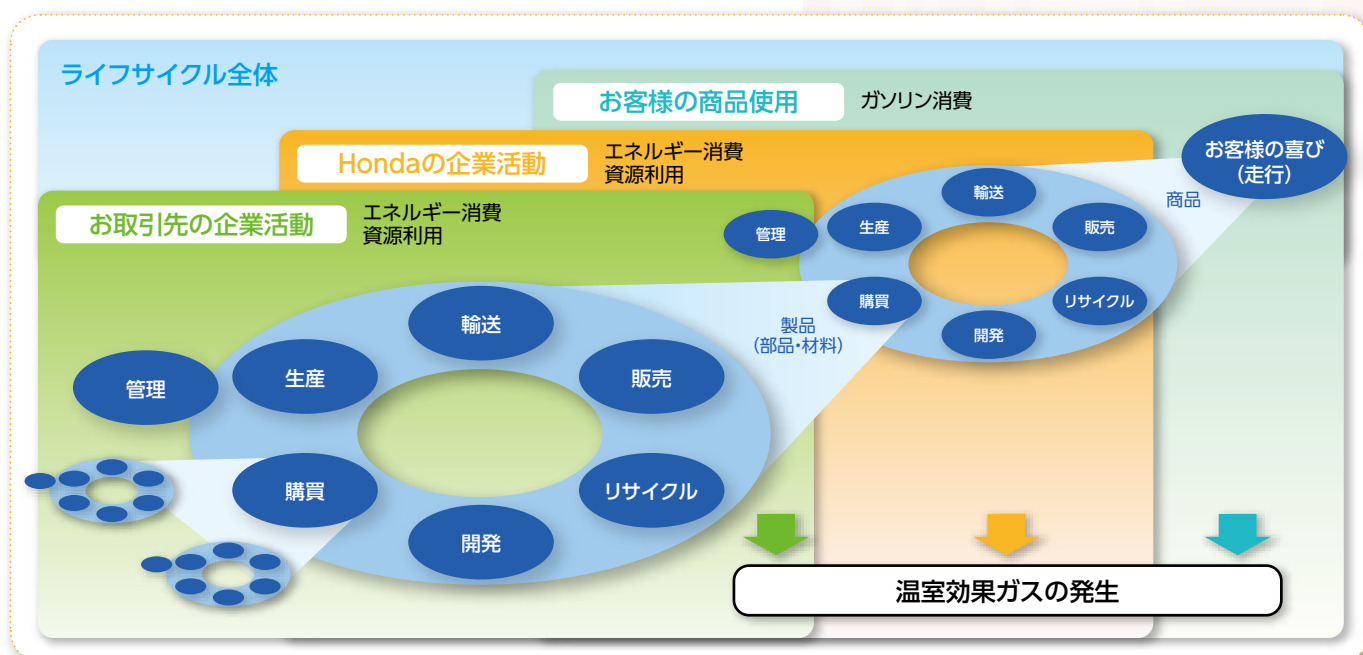 ライフサイクル全体
お客様の商品使用
ガソリン消費
Hondaの企業活動
エネルギー消費
資源利用
お取引先の企業活動
エネルギー消費
資源利用
お客様の喜び
(走行)
商品
管理
生産
輸送
販売
購買
リサイクル
開発
製品
(部品・材料)
管理
生産
輸送
販売
購買
リサイクル
開発
温室効果ガスの発生